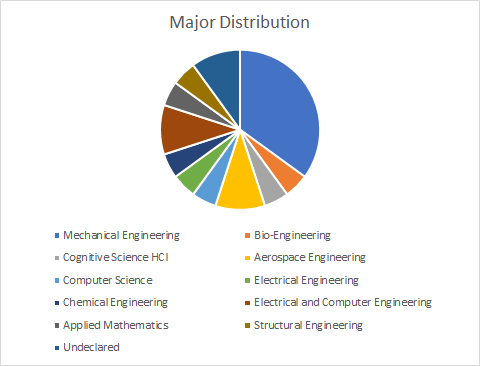 Major Distribution
Mechanical Engineering
Bio-Engineering
Cognitive Science HCI
Aerospace Engineering
Computer Science
Electrical Engineering
Chemical Engineering
Electrical and Computer Engineering
Applied Mathematics
Structural Engineering
Undeclared